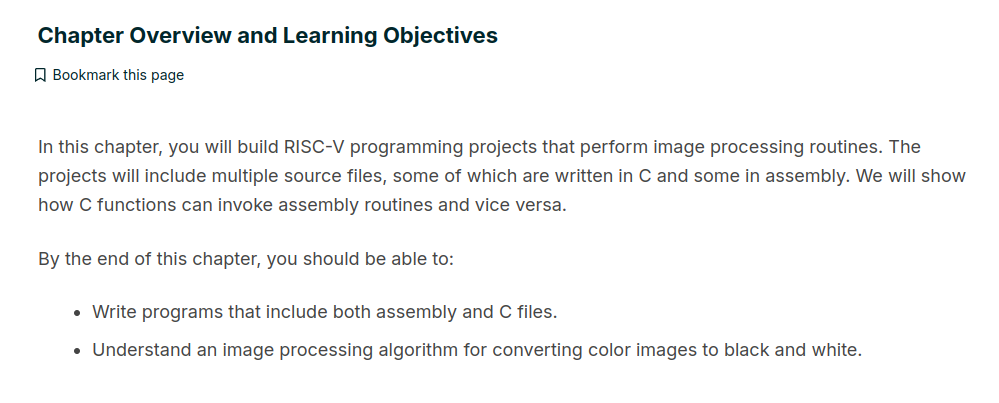 Chapter Overview and Learning Objectives
Bookmark this page
In this chapter, you will build RISC-V programming projects that perform image processing routines. The
projects will include multiple source files, some of which are written in C and some in assembly. We will show
how C functions can invoke assembly routines and vice versa.
By the end of this chapter, you should be able to:
• Write programs that include both assembly and C files.
• Understand an image processing algorithm for converting color images to black and white.